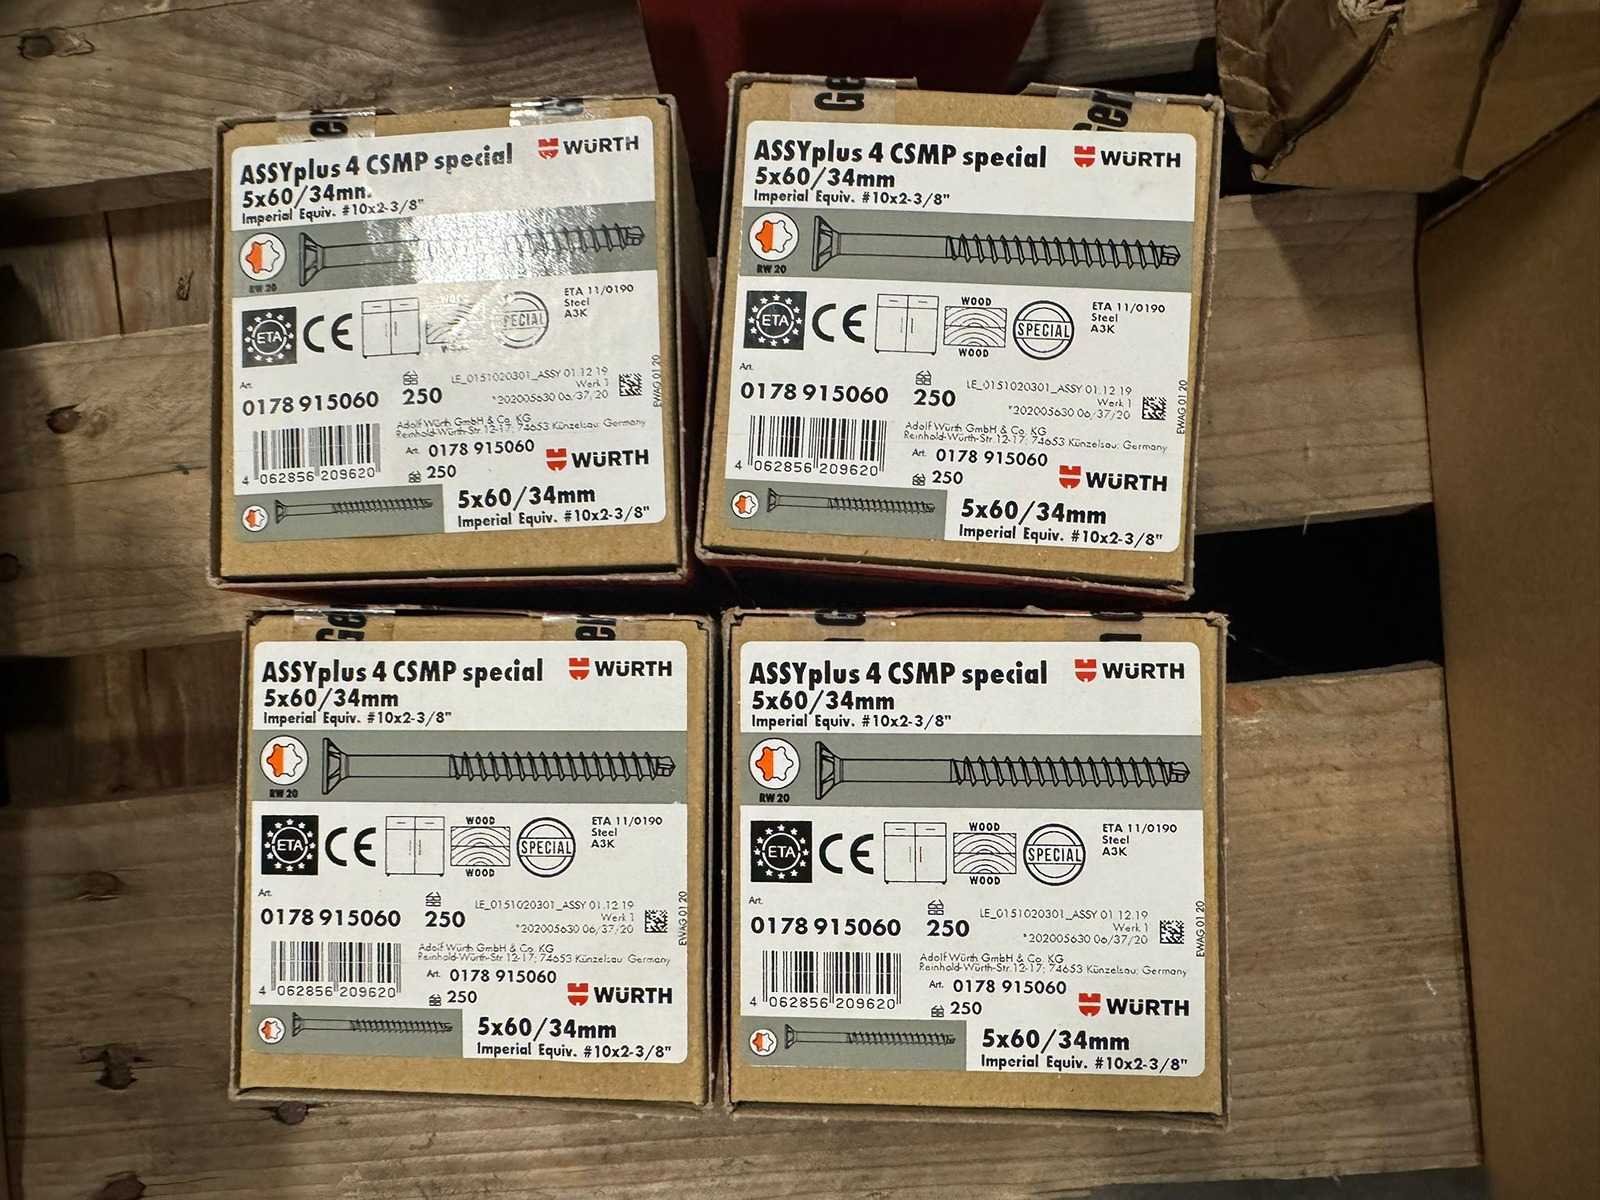 Ge
ASSYplus 4 CSMP special
WÜRTH
5x60/34mm
Imperial Equiv. #10x2-3/8"
RW 20
ETA
CE
WOOD
WOOD
SPECIAL
ETA 11/0190
Steel
A3K
Art.
0178 915060
250
LE_0151020301_ASSY 01.12.19
Werk 1
*202005630 06/37/20
EWAG 01 20
Adolf Würth GmbH & Co. KG
Reinhold-Würth-Str.12-17; 74653 Künzelsau; Germany
Art. 0178 915060
250
WÜRTH
4 062856 209620
5x60/34mm
Imperial Equiv. #10x2-3/8"
Ge
Ger
ASSYplus 4 CSMP special
WÜRTH
5x60/34mm
Imperial Equiv. #10x2-3/8"
RW 20
ETA
CE
WOOD
WOOD
SPECIAL
ETA 11/0190
Steel
A3K
Art.
0178 915060
250
LE_0151020301_ASSY 01.12.19
Werk 1
*202005630 06/37/20
EWAG 01 20
Adolf Würth GmbH & Co. KG
Reinhold-Würth-Str.12-17; 74653 Künzelsau; Germany
Art. 0178 915060
250
WÜRTH
4 062856 209620
5x60/34mm
Imperial Equiv. #10x2-3/8"
Ge
er
ASSYplus 4 CSMP special
WÜRTH
5x60/34mm
Imperial Equiv. #10x2-3/8"
RW 20
ETA
CE
WOOD
WOOD
SPECIAL
ETA 11/0190
Steel
A3K
Art.
0178 915060
250
LE_0151020301_ASSY 01.12.19
Werk 1
*202005630 06/37/20
EWAG 01 20
Adolf Würth GmbH & Co. KG
Reinhold-Würth-Str.12-17; 74653 Künzelsau; Germany
Art. 0178 915060
250
WÜRTH
4 062856 209620
5x60/34mm
Imperial Equiv. #10x2-3/8"
ASSYplus 4 CSMP special
WÜRTH
5x60/34mm
Imperial Equiv. #10x2-3/8"
RW 20
ETA
CE
WOOD
WOOD
SPECIAL
ETA 11/0190
Steel
A3K
Art.
0178 915060
250
LE_0151020301_ASSY 01.12.19
Werk 1
*202005630 06/37/20
EWAG 01 20
Adolf Würth GmbH & Co. KG
Reinhold-Würth-Str.12-17; 74653 Künzelsau; Germany
Art. 0178 915060
250
WÜRTH
4 062856 209620
5x60/34mm
Imperial Equiv. #10x2-3/8"